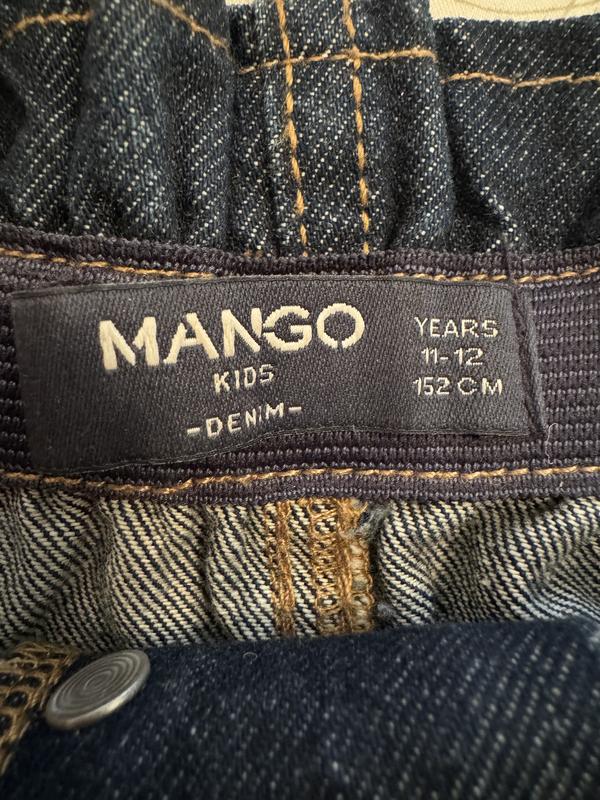 MANGO
KIDS
-DENIM-
YEARS
11-12
152 CM